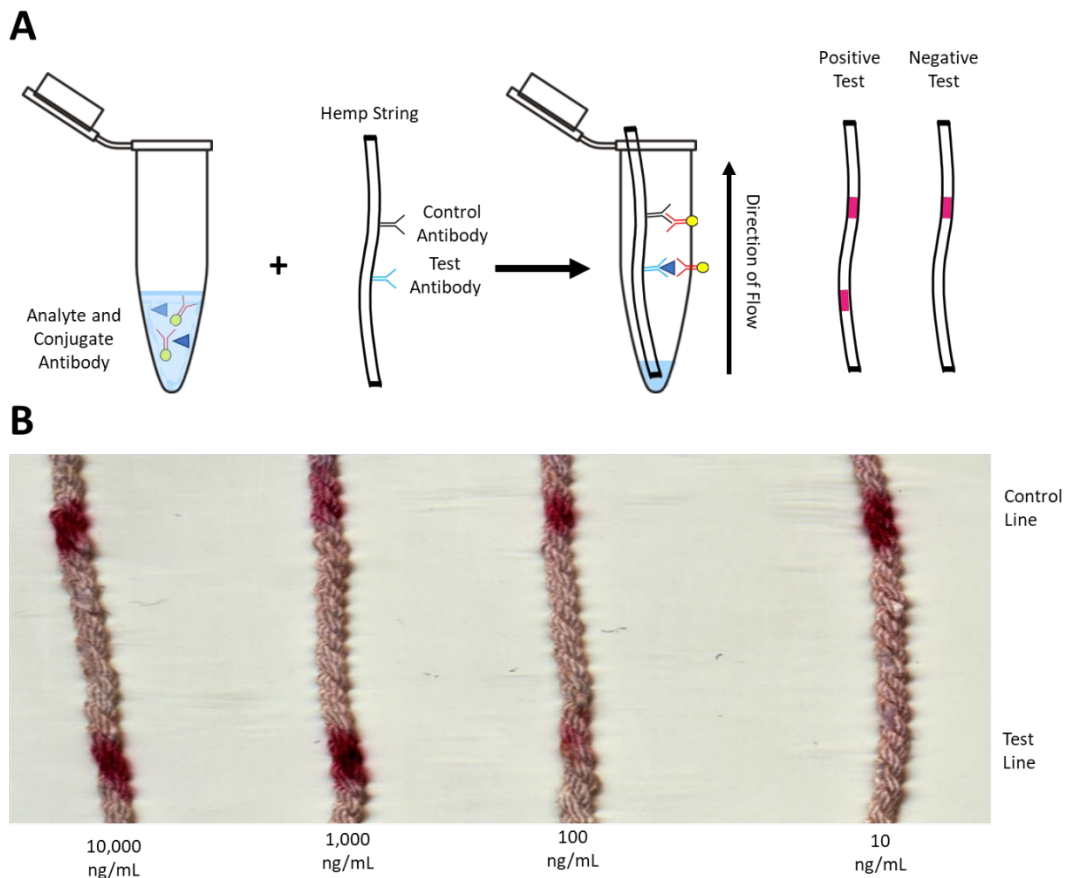 A
Positive
Test
Negative
Test
Hemp String
Control
Antibody
Test
Antibody
+
Analyte and
Conjugate
Antibody
Direction of Flow
B
Control
Line
Test
Line
10,000
ng/mL
1,000
ng/mL
100
ng/mL
10
ng/mL